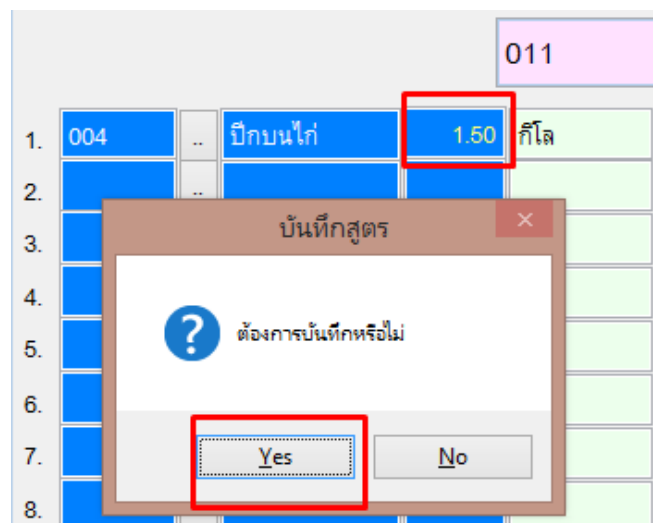 011
1. 004 .. ปีกบนไก่ 1.50 กิโล
2. ..
3.
4.
5.
6.
7.
8.
บันทึกสูตร
ต้องการบันทึกหรือไม่
Yes No